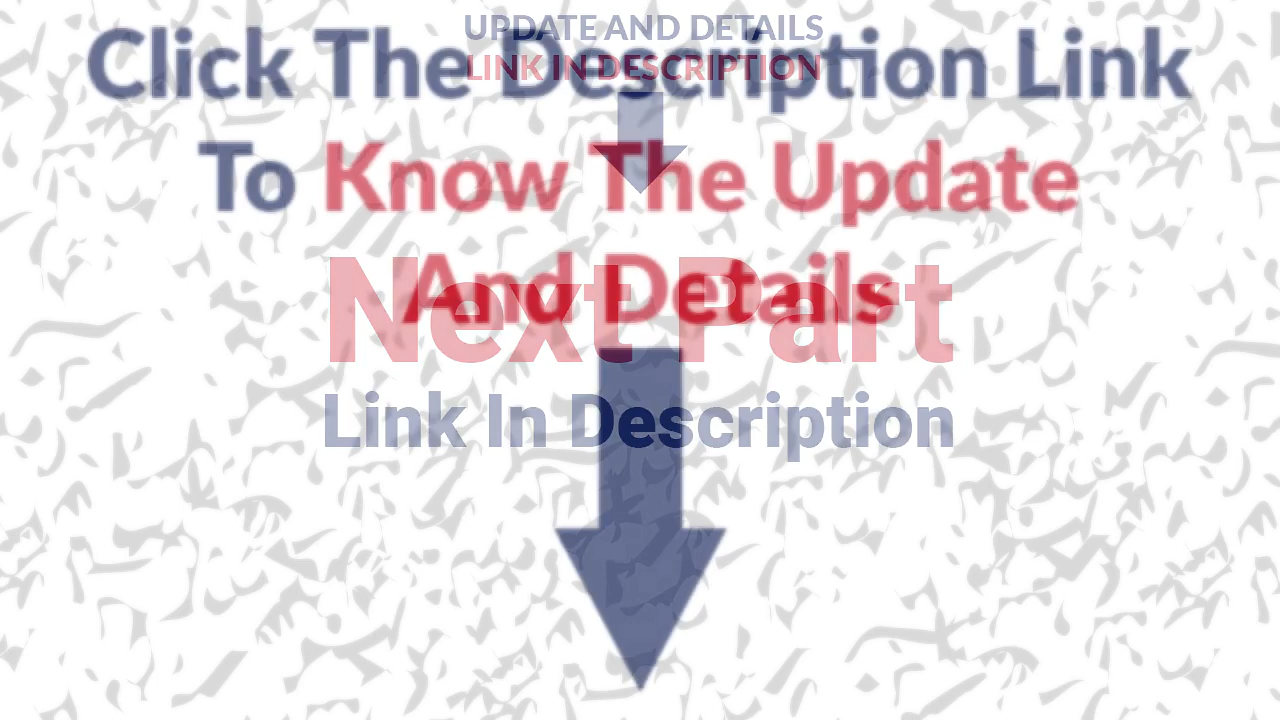 UPDATE AND DETAILS
LINK IN DESCRIPTION
Click The Description Link
To Know The Update
And Details
Next Part
Link In Description